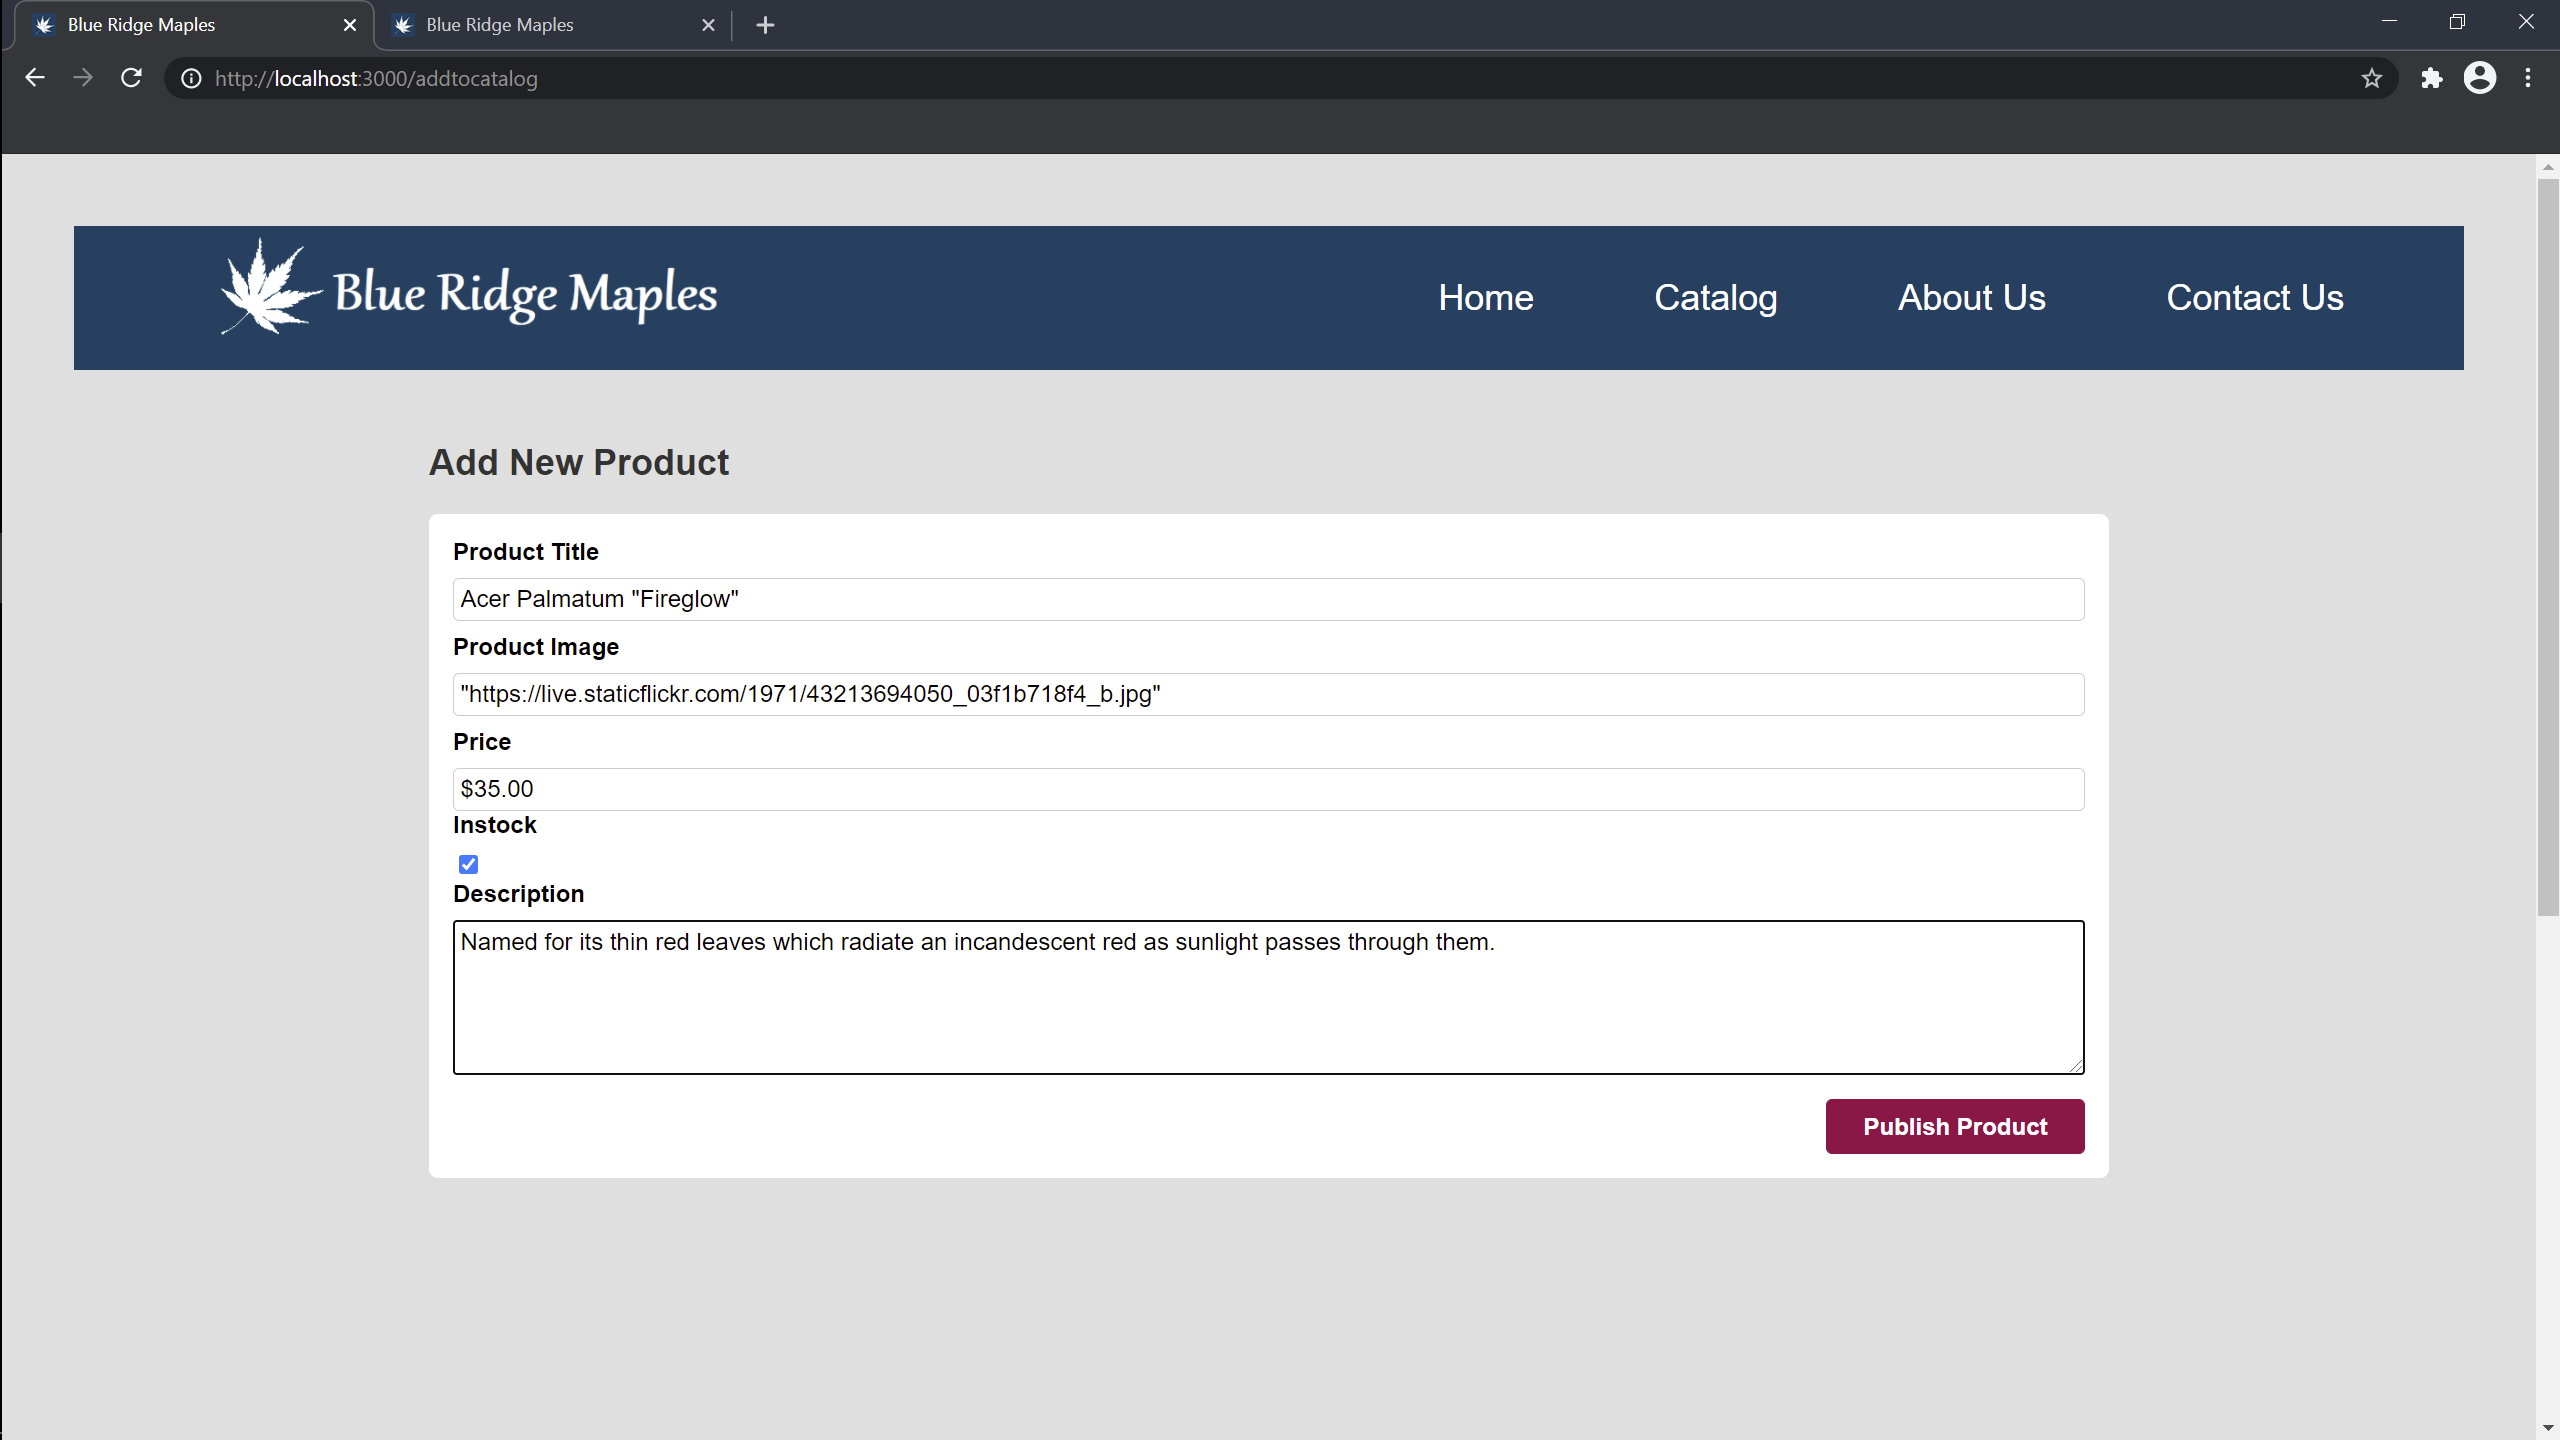 Blue Ridge Maples
Blue Ridge Maples
http://localhost:3000/addtocatalog
Blue Ridge Maples
Home
Catalog
About Us
Contact Us
Add New Product
Product Title
Acer Palmatum "Fireglow"
Product Image
"https://live.staticflickr.com/1971/43213694050_03f1b718f4_b.jpg"
Price
$35.00
Instock
Description
Named for its thin red leaves which radiate an incandescent red as sunlight passes through them.
Publish Product